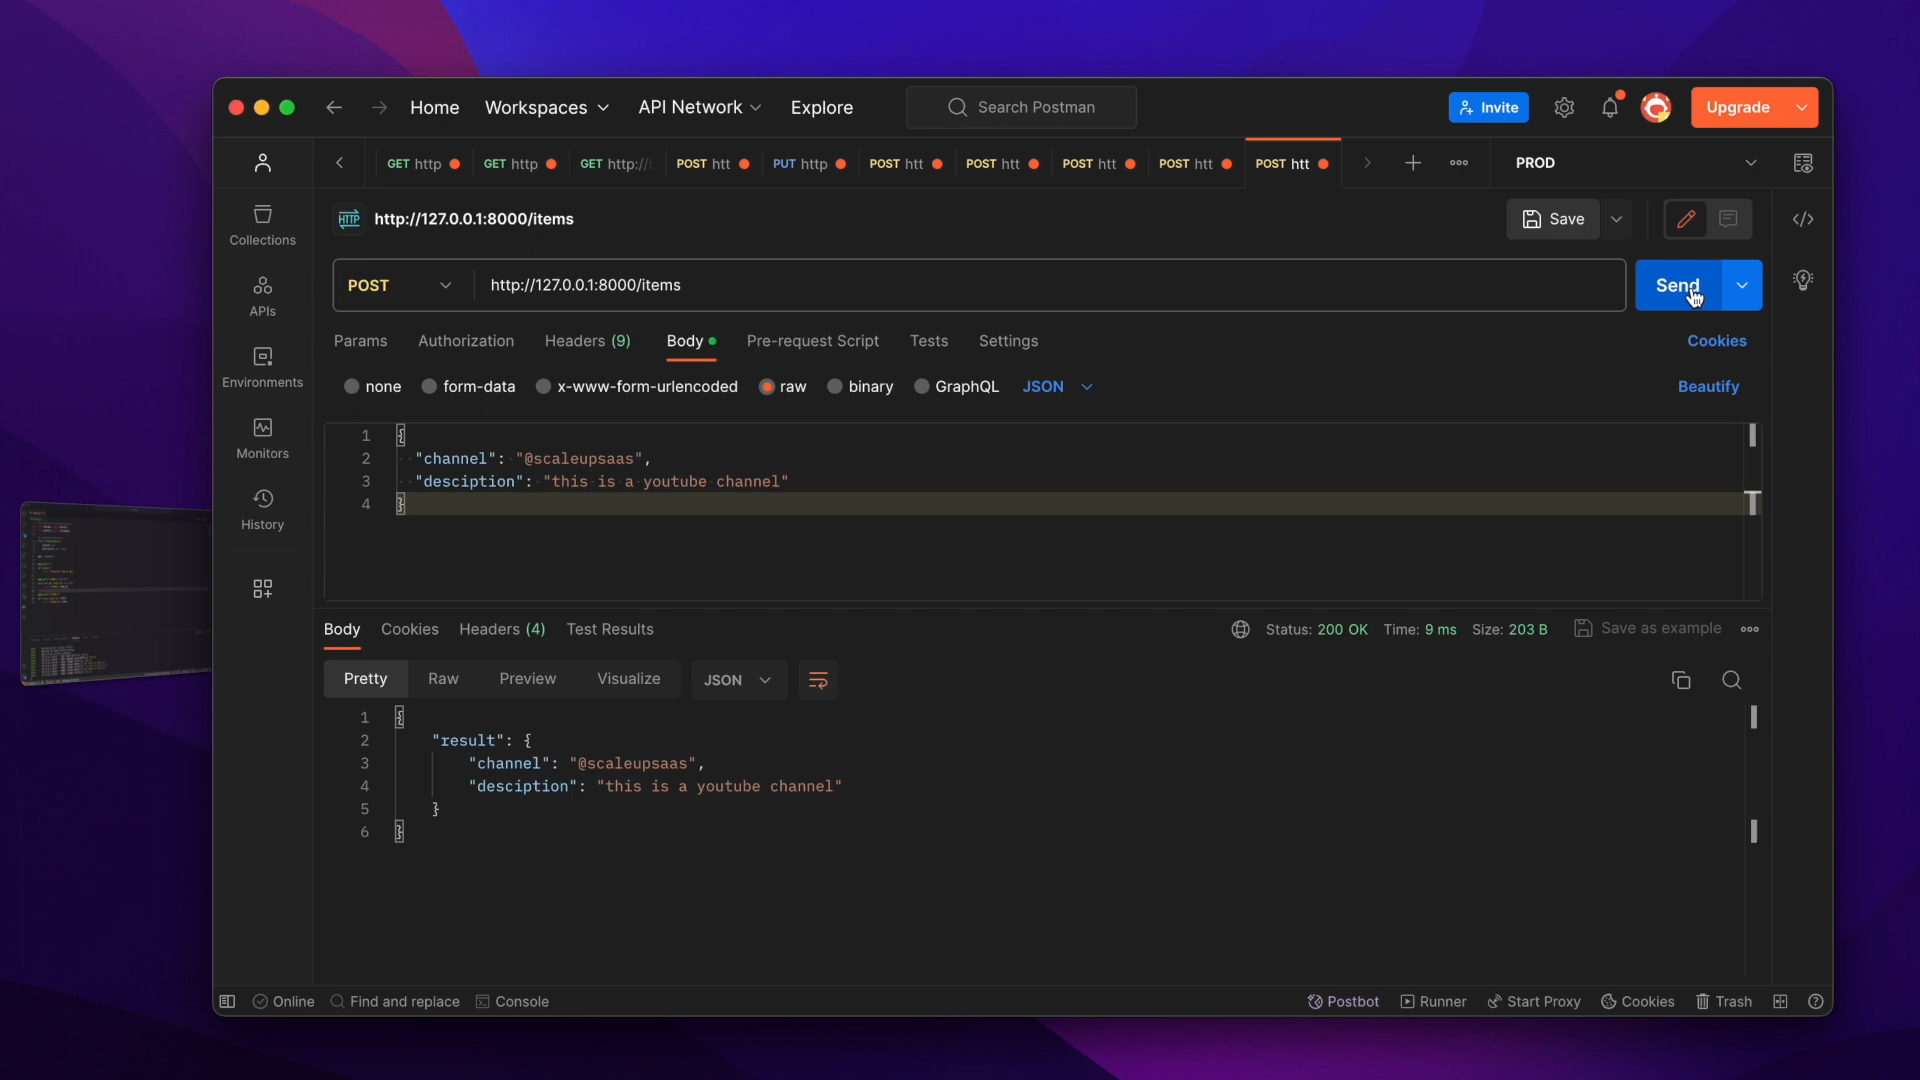 Home Workspaces API Network Explore Search Postman Invite Upgrade
GET http GET http GET http:// POST htt PUT http POST htt POST htt POST htt POST htt POST htt PROD
HTTP http://127.0.0.1:8000/items Save
Collections
POST http://127.0.0.1:8000/items Send
APIs
Params Authorization Headers (9) Body Pre-request Script Tests Settings Cookies
Environments
none form-data x-www-form-urlencoded raw binary GraphQL JSON Beautify
Monitors
History
1 {
2 "channel": "@scaleupsaas",
3 "desciption": "this is a youtube channel"
4 }
Body Cookies Headers (4) Test Results Status: 200 OK Time: 9 ms Size: 203 B Save as example
Pretty Raw Preview Visualize JSON
1 {
2 "result": {
3 "channel": "@scaleupsaas",
4 "desciption": "this is a youtube channel"
5 }
6 }
Online Find and replace Console Postbot Runner Start Proxy Cookies Trash